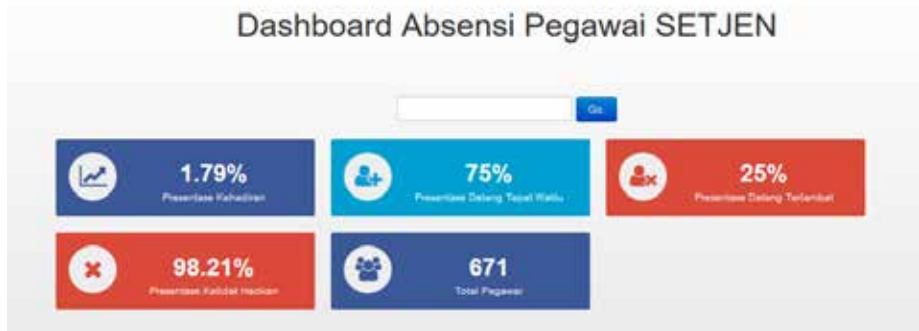 Dashboard Absensi Pegawai SETJEN
Go
1.79%
Presentase Kehadiran
75%
Presentase Datang Tepat Waktu
25%
Presentase Datang Terlambat
98.21%
Presentase Ketidak Hadiran
671
Total Pegawai